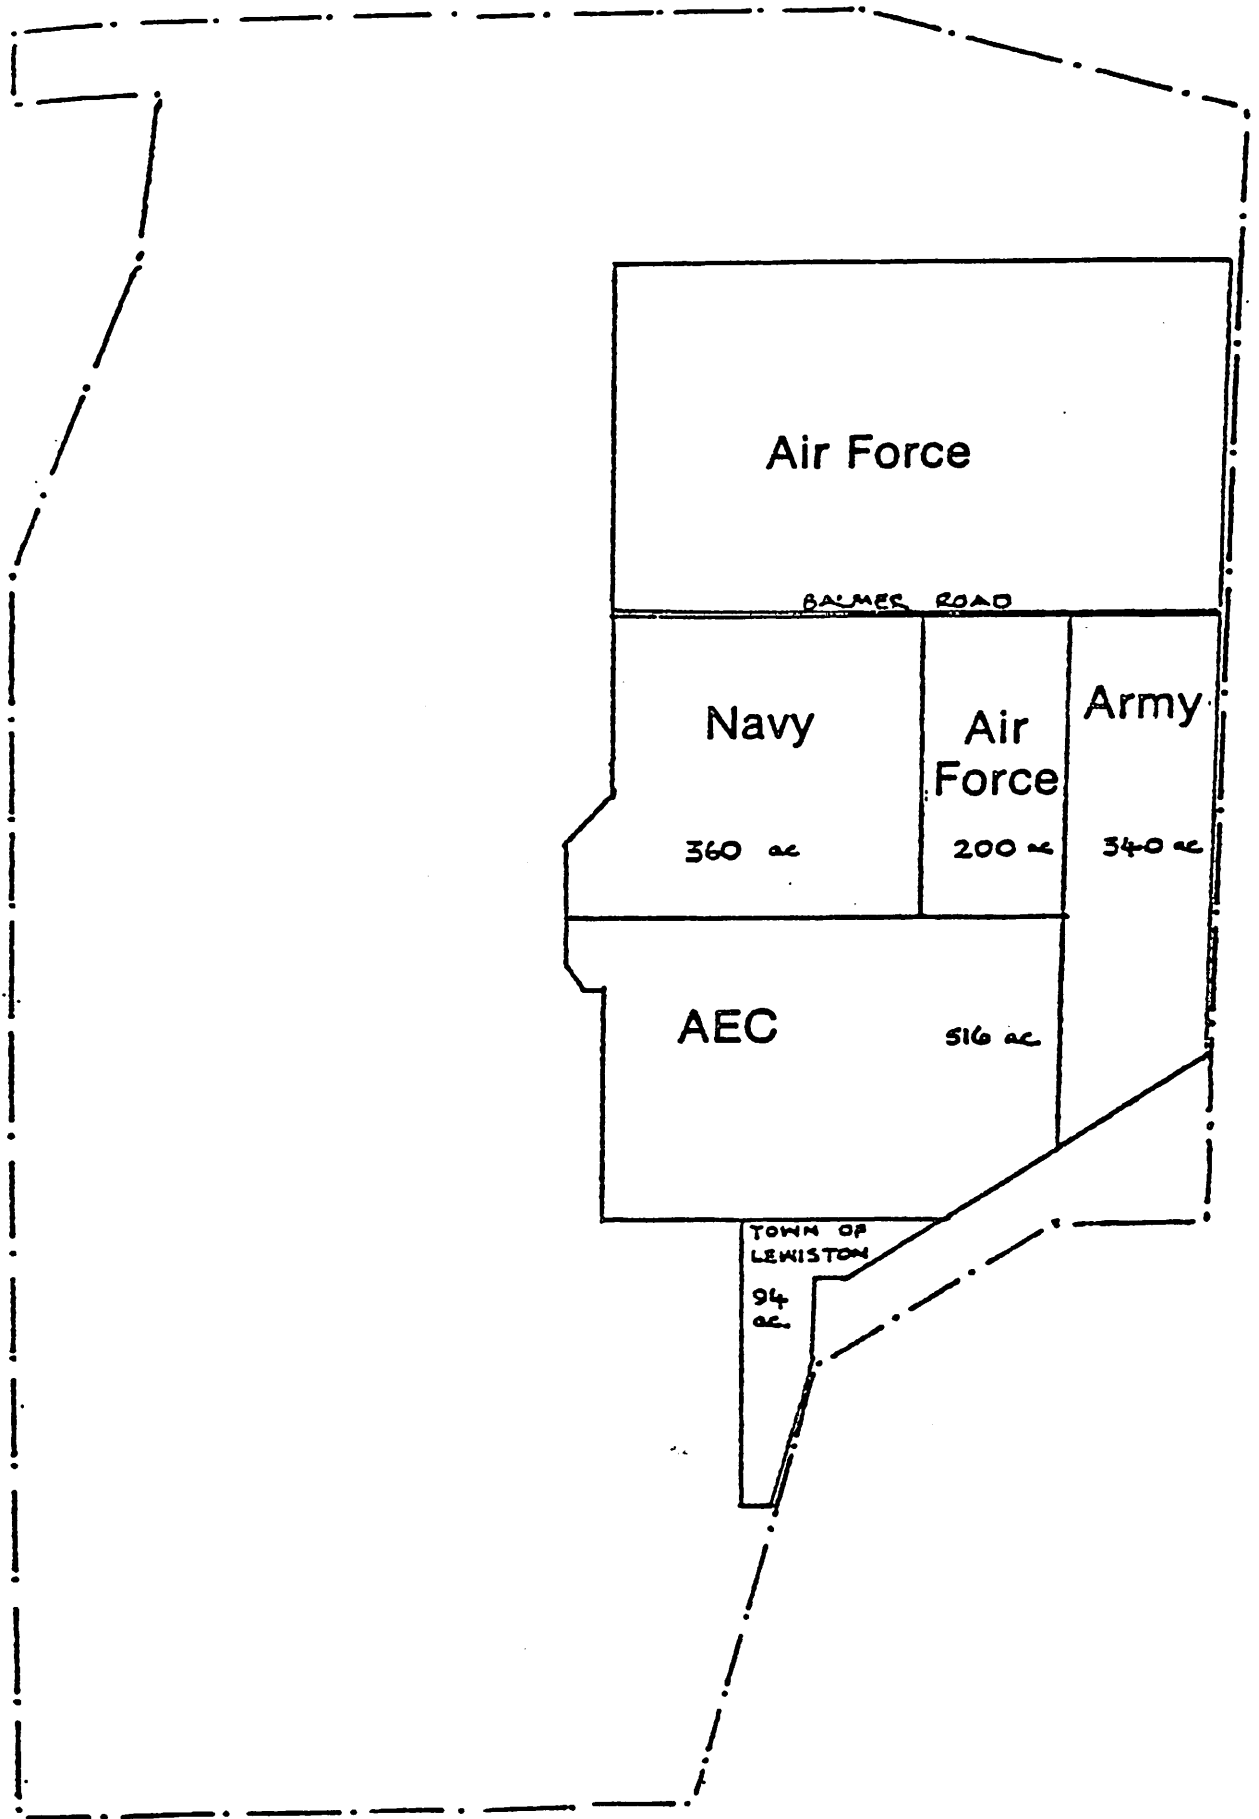 Air Force
BALMER ROAD
Navy
360 ac
Air
Force
200 ac
Army
340 ac
AEC
516 ac
TOWN OF
LEWISTON
94
ac.